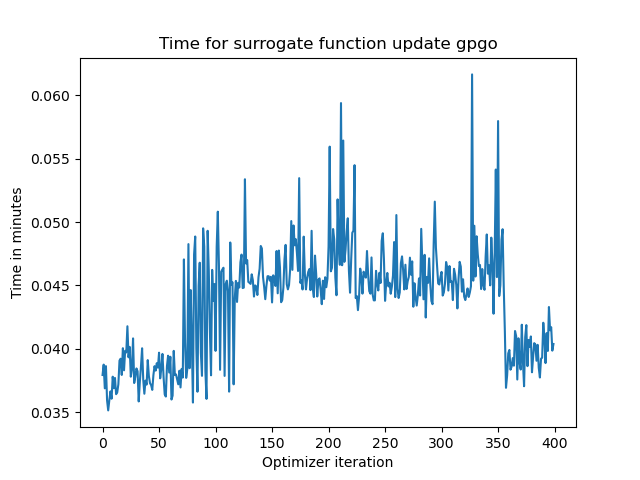 Time for surrogate function update gpgo
0.060
0.055
0.050
0.045
0.040
0.035
Time in minutes
0 50 100 150 200 250 300 350 400
Optimizer iteration